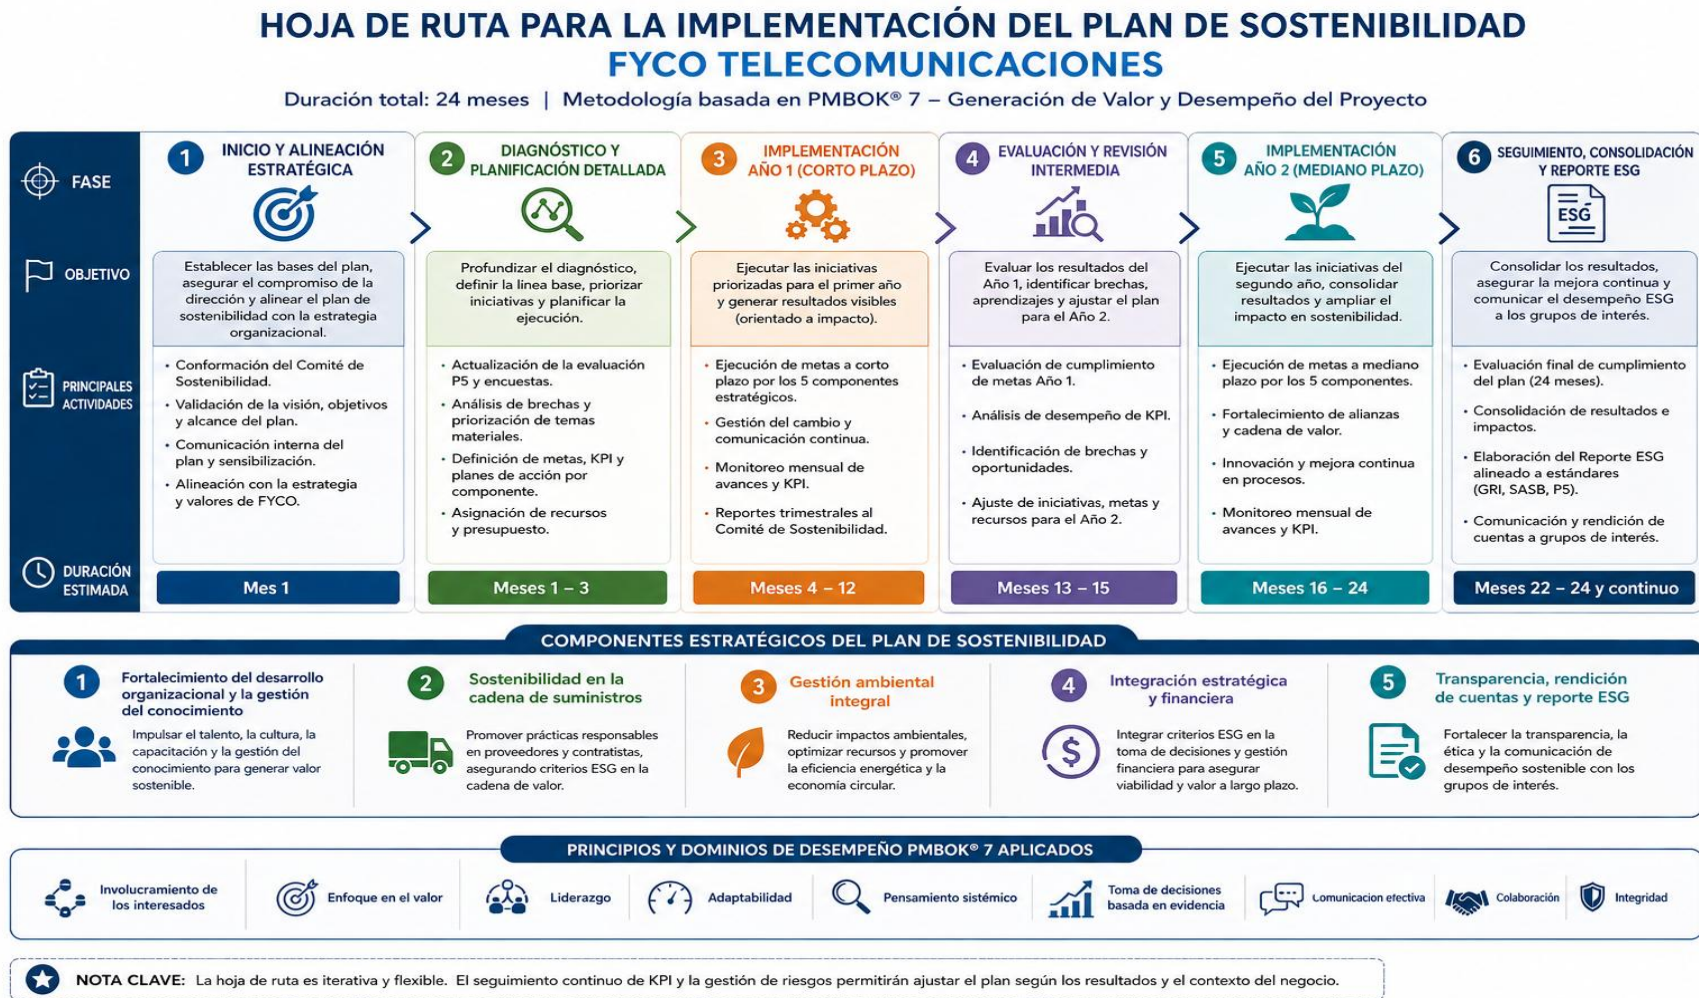 HOJA DE RUTA PARA LA IMPLEMENTACIÓN DEL PLAN DE SOSTENIBILIDAD
FYCO TELECOMUNICACIONES
Duración total: 24 meses | Metodología basada en PMBOK® 7 – Generación de Valor y Desempeño del Proyecto
FASE
1
INICIO Y ALINEACIÓN
ESTRATÉGICA
2
DIAGNÓSTICO Y
PLANIFICACIÓN DETALLADA
3
IMPLEMENTACIÓN
AÑO 1 (CORTO PLAZO)
4
EVALUACIÓN Y REVISIÓN
INTERMEDIA
5
IMPLEMENTACIÓN
AÑO 2 (MEDIANO PLAZO)
6
SEGUIMIENTO, CONSOLIDACIÓN
Y REPORTE ESG
ESG
OBJETIVO
Establecer las bases del plan,
asegurar el compromiso de la
dirección y alinear el plan de
sostenibilidad con la estrategia
organizacional.
Profundizar el diagnóstico,
definir la línea base, priorizar
iniciativas y planificar la
ejecución.
Ejecutar las iniciativas
priorizadas para el primer año
y generar resultados visibles
(orientado a impacto).
Evaluar los resultados del
Año 1, identificar brechas,
aprendizajes y ajustar el plan
para el Año 2.
Ejecutar las iniciativas del
segundo año, consolidar
resultados y ampliar el
impacto en sostenibilidad.
Consolidar los resultados,
asegurar la mejora continua y
comunicar el desempeño ESG
a los grupos de interés.
PRINCIPALES
ACTIVIDADES
• Conformación del Comité de
Sostenibilidad.
• Validación de la visión, objetivos
y alcance del plan.
• Comunicación interna del
plan y sensibilización.
• Alineación con la estrategia
y valores de FYCO.
• Actualización de la evaluación
P5 y encuestas.
• Análisis de brechas y
priorización de temas
materiales.
• Definición de metas, KPI y
planes de acción por
componente.
• Asignación de recursos
y presupuesto.
• Ejecución de metas a corto
plazo por los 5 componentes
estratégicos.
• Gestión del cambio y
comunicación continua.
• Monitoreo mensual de
avances y KPI.
• Reportes trimestrales al
Comité de Sostenibilidad.
• Evaluación de cumplimiento
de metas Año 1.
• Análisis de desempeño de KPI.
• Identificación de brechas y
oportunidades.
• Ajuste de iniciativas, metas y
recursos para el Año 2.
• Ejecución de metas a mediano
plazo por los 5 componentes.
• Fortalecimiento de alianzas
y cadena de valor.
• Innovación y mejora continua
en procesos.
• Monitoreo mensual de
avances y KPI.
• Evaluación final de cumplimiento
del plan (24 meses).
• Consolidación de resultados e
impactos.
• Elaboración del Reporte ESG
alineado a estándares
(GRI, SASB, P5).
• Comunicación y rendición de
cuentas a grupos de interés.
DURACIÓN
ESTIMADA
Mes 1
Meses 1 – 3
Meses 4 – 12
Meses 13 – 15
Meses 16 – 24
Meses 22 – 24 y continuo
COMPONENTES ESTRATÉGICOS DEL PLAN DE SOSTENIBILIDAD
1
Fortalecimiento del desarrollo
organizacional y la gestión
del conocimiento
Impulsar el talento, la cultura, la
capacitación y la gestión del
conocimiento para generar valor
sostenible.
2
Sostenibilidad en la
cadena de suministros
Promover prácticas responsables
en proveedores y contratistas,
asegurando criterios ESG en la
cadena de valor.
3
Gestión ambiental
integral
Reducir impactos ambientales,
optimizar recursos y promover
la eficiencia energética y la
economía circular.
4
Integración estratégica
y financiera
$
Integrar criterios ESG en la
toma de decisiones y gestión
financiera para asegurar
viabilidad y valor a largo plazo.
5
Transparencia, rendición
de cuentas y reporte ESG
Fortalecer la transparencia, la
ética y la comunicación de
desempeño sostenible con los
grupos de interés.
PRINCIPIOS Y DOMINIOS DE DESEMPEÑO PMBOK® 7 APLICADOS
Involucramiento de
los interesados
Enfoque en el valor
Liderazgo
Adaptabilidad
Pensamiento sistémico
Toma de decisiones
basada en evidencia
Comunicacion efectiva
Colaboración
Integridad
NOTA CLAVE: La hoja de ruta es iterativa y flexible. El seguimiento continuo de KPI y la gestión de riesgos permitirán ajustar el plan según los resultados y el contexto del negocio.